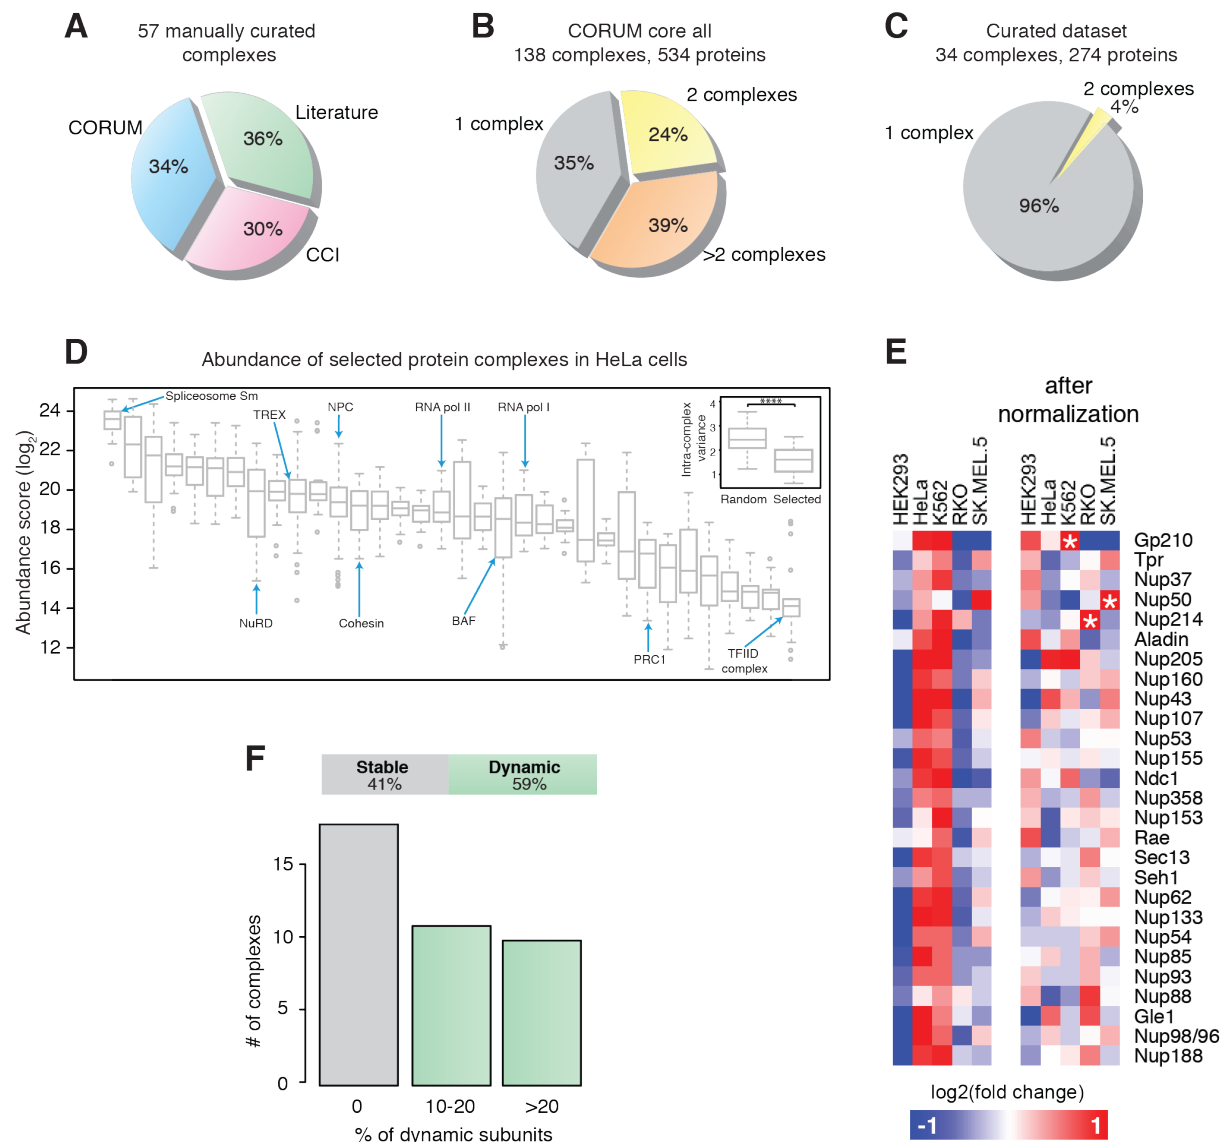 A
57 manually curated
complexes
CORUM
34%
Literature
36%
30%
CCI
B
CORUM core all
138 complexes, 534 proteins
1 complex
35%
2 complexes
24%
39%
>2 complexes
C
Curated dataset
34 complexes, 274 proteins
2 complexes
4%
1 complex
96%
D
Abundance of selected protein complexes in HeLa cells
Abundance score (log2)
24
22
20
18
16
14
12
Spliceosome Sm
TREX
NPC
RNA pol II
RNA pol I
NuRD
Cohesin
BAF
PRC1
TFIID
complex
Intra-complex
variance
4
3
2
1
****
Random
Selected
E
after
normalization
HEK293
HeLa
K562
RKO
SK.MEL.5
HEK293
HeLa
K562
RKO
SK.MEL.5
*
Gp210
Tpr
Nup37
*
Nup50
*
Nup214
Aladin
Nup205
Nup160
Nup43
Nup107
Nup53
Nup155
Ndc1
Nup358
Nup153
Rae
Sec13
Seh1
Nup62
Nup133
Nup54
Nup85
Nup93
Nup88
Gle1
Nup98/96
Nup188
log2(fold change)
-1
1
F
Stable
41%
Dynamic
59%
# of complexes
15
10
5
0
0
10-20
>20
% of dynamic subunits